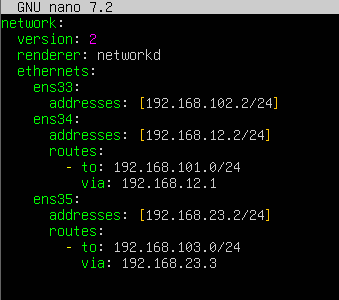 GNU nano 7.2
network:
  version: 2
  renderer: networkd
  ethernets:
    ens33:
      addresses: [192.168.102.2/24]
    ens34:
      addresses: [192.168.12.2/24]
      routes:
        - to: 192.168.101.0/24
          via: 192.168.12.1
    ens35:
      addresses: [192.168.23.2/24]
      routes:
        - to: 192.168.103.0/24
          via: 192.168.23.3